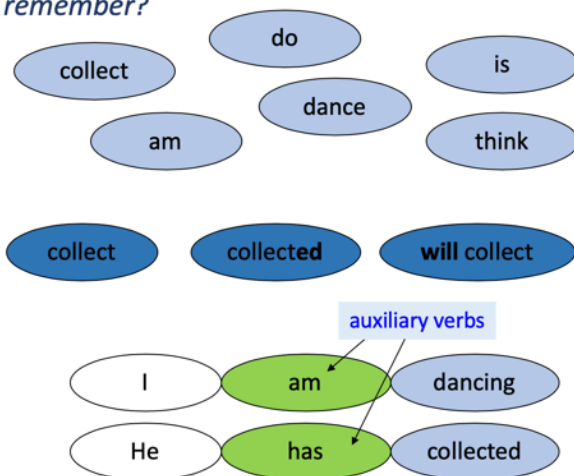 remember?
do
collect
is
dance
am
think
collect
collected
will collect
auxiliary verbs
I
am
dancing
He
has
collected